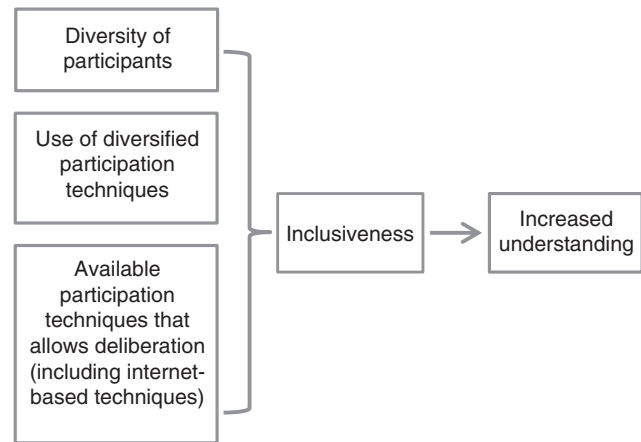 Diversity of
participants
Use of diversified
participation
techniques
Available
participation
techniques that
allows deliberation
(including internet-
based techniques)
Inclusiveness
Increased
understanding